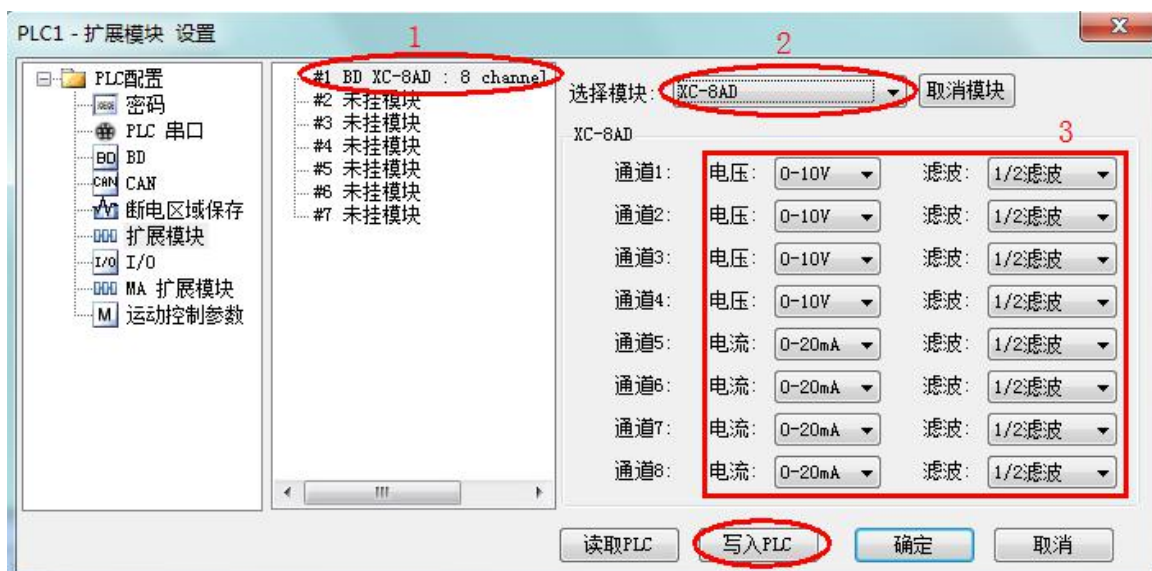 PLC1 - 扩展模块 设置
1
2
PLC配置
密码
PLC 串口
BD BD
CAN CAN
断电区域保存
扩展模块
I/O I/O
MA 扩展模块
M 运动控制参数
#1 BD XC-8AD : 8 channel
#2 未挂模块
#3 未挂模块
#4 未挂模块
#5 未挂模块
#6 未挂模块
#7 未挂模块
选择模块: XC-8AD 取消模块
XC-8AD
3
通道1: 电压: 0-10V 滤波: 1/2滤波
通道2: 电压: 0-10V 滤波: 1/2滤波
通道3: 电压: 0-10V 滤波: 1/2滤波
通道4: 电压: 0-10V 滤波: 1/2滤波
通道5: 电流: 0-20mA 滤波: 1/2滤波
通道6: 电流: 0-20mA 滤波: 1/2滤波
通道7: 电流: 0-20mA 滤波: 1/2滤波
通道8: 电流: 0-20mA 滤波: 1/2滤波
读取PLC 写入PLC 确定 取消